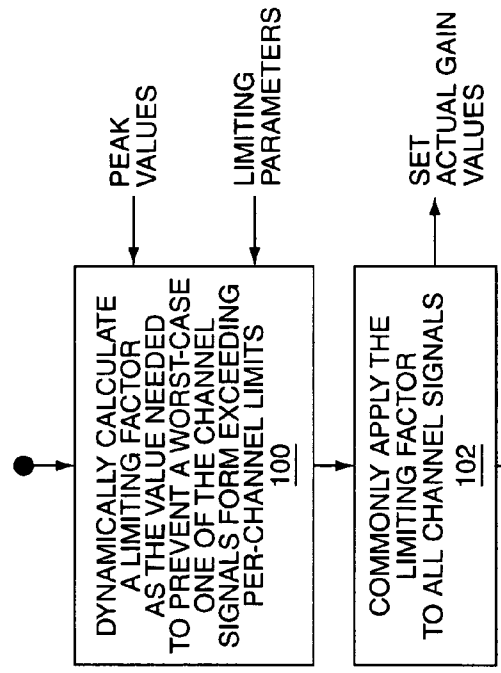 DYNAMICALLY CALCULATE
A LIMITING FACTOR
AS THE VALUE NEEDED
TO PREVENT A WORST-CASE
ONE OF THE CHANNEL
SIGNALS FORM EXCEEDING
PER-CHANNEL LIMITS
100
PEAK
VALUES
LIMITING
PARAMETERS
COMMONLY APPLY THE
LIMITING FACTOR
TO ALL CHANNEL SIGNALS
102
SET
ACTUAL GAIN
VALUES